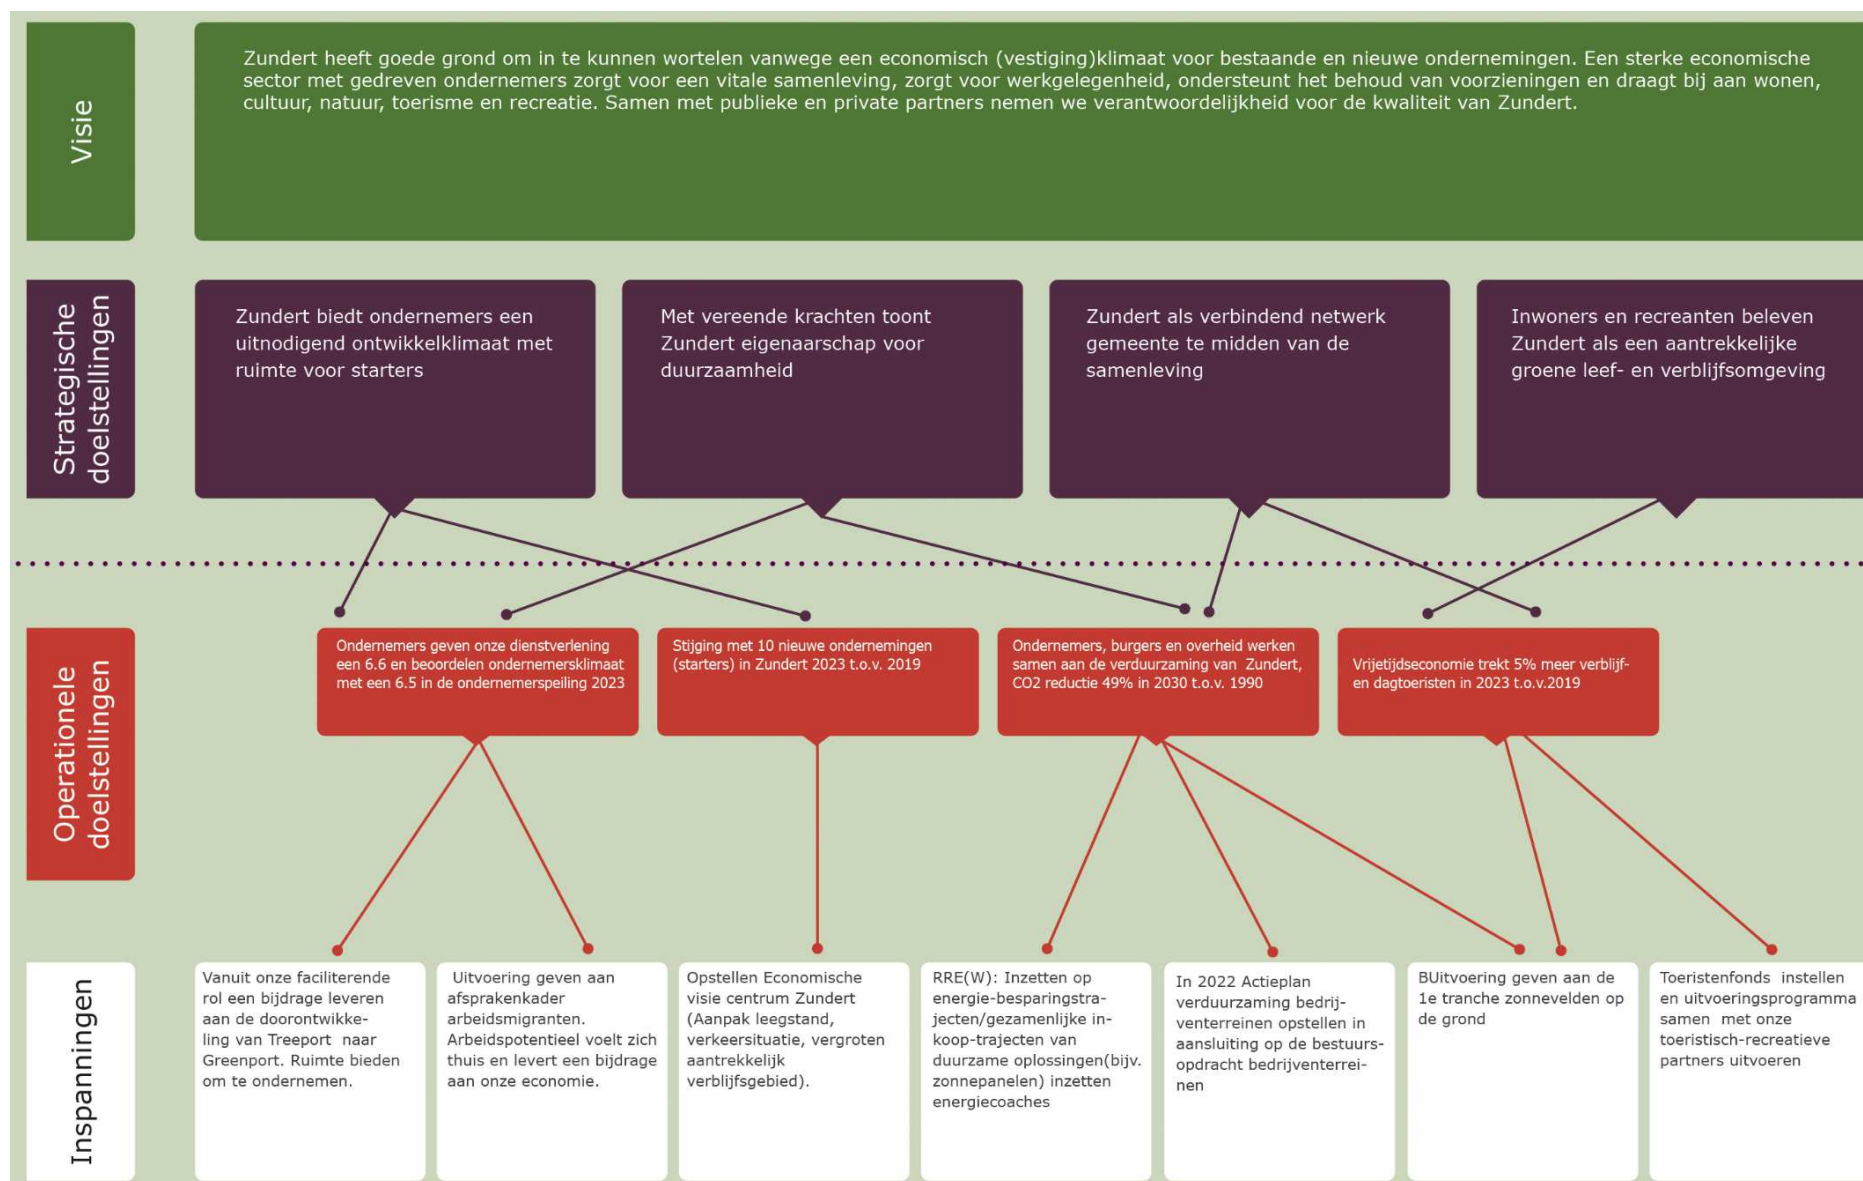 Visie
Zundert heeft goede grond om in te kunnen wortelen vanwege een economisch (vestiging)klimaat voor bestaande en nieuwe ondernemingen. Een sterke economische
sector met gedreven ondernemers zorgt voor een vitale samenleving, zorgt voor werkgelegenheid, ondersteunt het behoud van voorzieningen en draagt bij aan wonen,
cultuur, natuur, toerisme en recreatie. Samen met publieke en private partners nemen we verantwoordelijkheid voor de kwaliteit van Zundert.
Strategische
doelstellingen
Zundert biedt ondernemers een
uitnodigend ontwikkelklimaat met
ruimte voor starters
Met vereende krachten toont
Zundert eigenaarschap voor
duurzaamheid
Zundert als verbindend netwerk
gemeente te midden van de
samenleving
Inwoners en recreanten beleven
Zundert als een aantrekkelijke
groene leef- en verblijfsomgeving
Operationele
doelstellingen
Ondernemers geven onze dienstverlening
een 6.6 en beoordelen ondernemersklimaat
met een 6.5 in de ondernemerspeiling 2023
Stijging met 10 nieuwe ondernemingen
(starters) in Zundert 2023 t.o.v. 2019
Ondernemers, burgers en overheid werken
samen aan de verduurzaming van  Zundert,
CO2 reductie 49% in 2030 t.o.v. 1990
Vrijetijdseconomie trekt 5% meer verblijf-
en dagtoeristen in 2023 t.o.v.2019
Inspanningen
Vanuit onze faciliterende
rol een bijdrage leveren
aan de doorontwikke-
ling van Treeport  naar
Greenport. Ruimte bieden
om te ondernemen.
Uitvoering geven aan
afsprakenkader
arbeidsmigranten.
Arbeidspotentieel voelt zich
thuis en levert een bijdrage
aan onze economie.
Opstellen Economische
visie centrum Zundert
(Aanpak leegstand,
verkeersituatie, vergroten
aantrekkelijk
verblijfsgebied).
RRE(W): Inzetten op
energie-besparingstra-
jecten/gezamenlijke in-
koop-trajecten van
duurzame oplossingen(bijv.
zonnepanelen) inzetten
energiecoaches
In 2022 Actieplan
verduurzaming bedrij-
venterreinen opstellen in
aansluiting op de bestuurs-
opdracht bedrijventerrei-
nen
BUitvoering geven aan de
1e tranche zonnevelden op
de grond
Toeristenfonds  instellen
en uitvoeringsprogramma
samen  met onze
toeristisch-recreatieve
partners uitvoeren